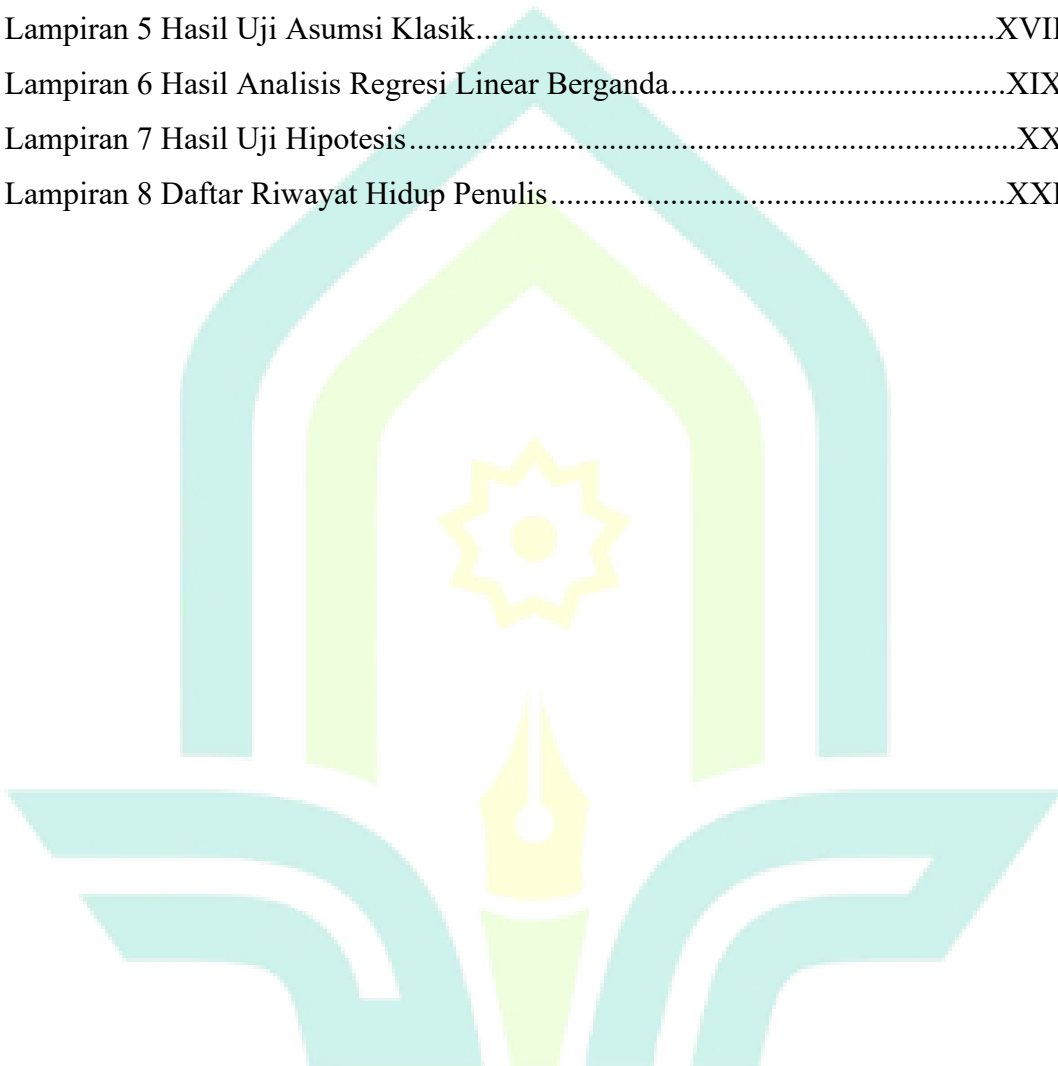 Lampiran 5 Hasil Uji Asumsi Klasik.................................................................XVII
Lampiran 6 Hasil Analisis Regresi Linear Berganda..........................................XIX
Lampiran 7 Hasil Uji Hipotesis............................................................................XX
Lampiran 8 Daftar Riwayat Hidup Penulis.........................................................XXI